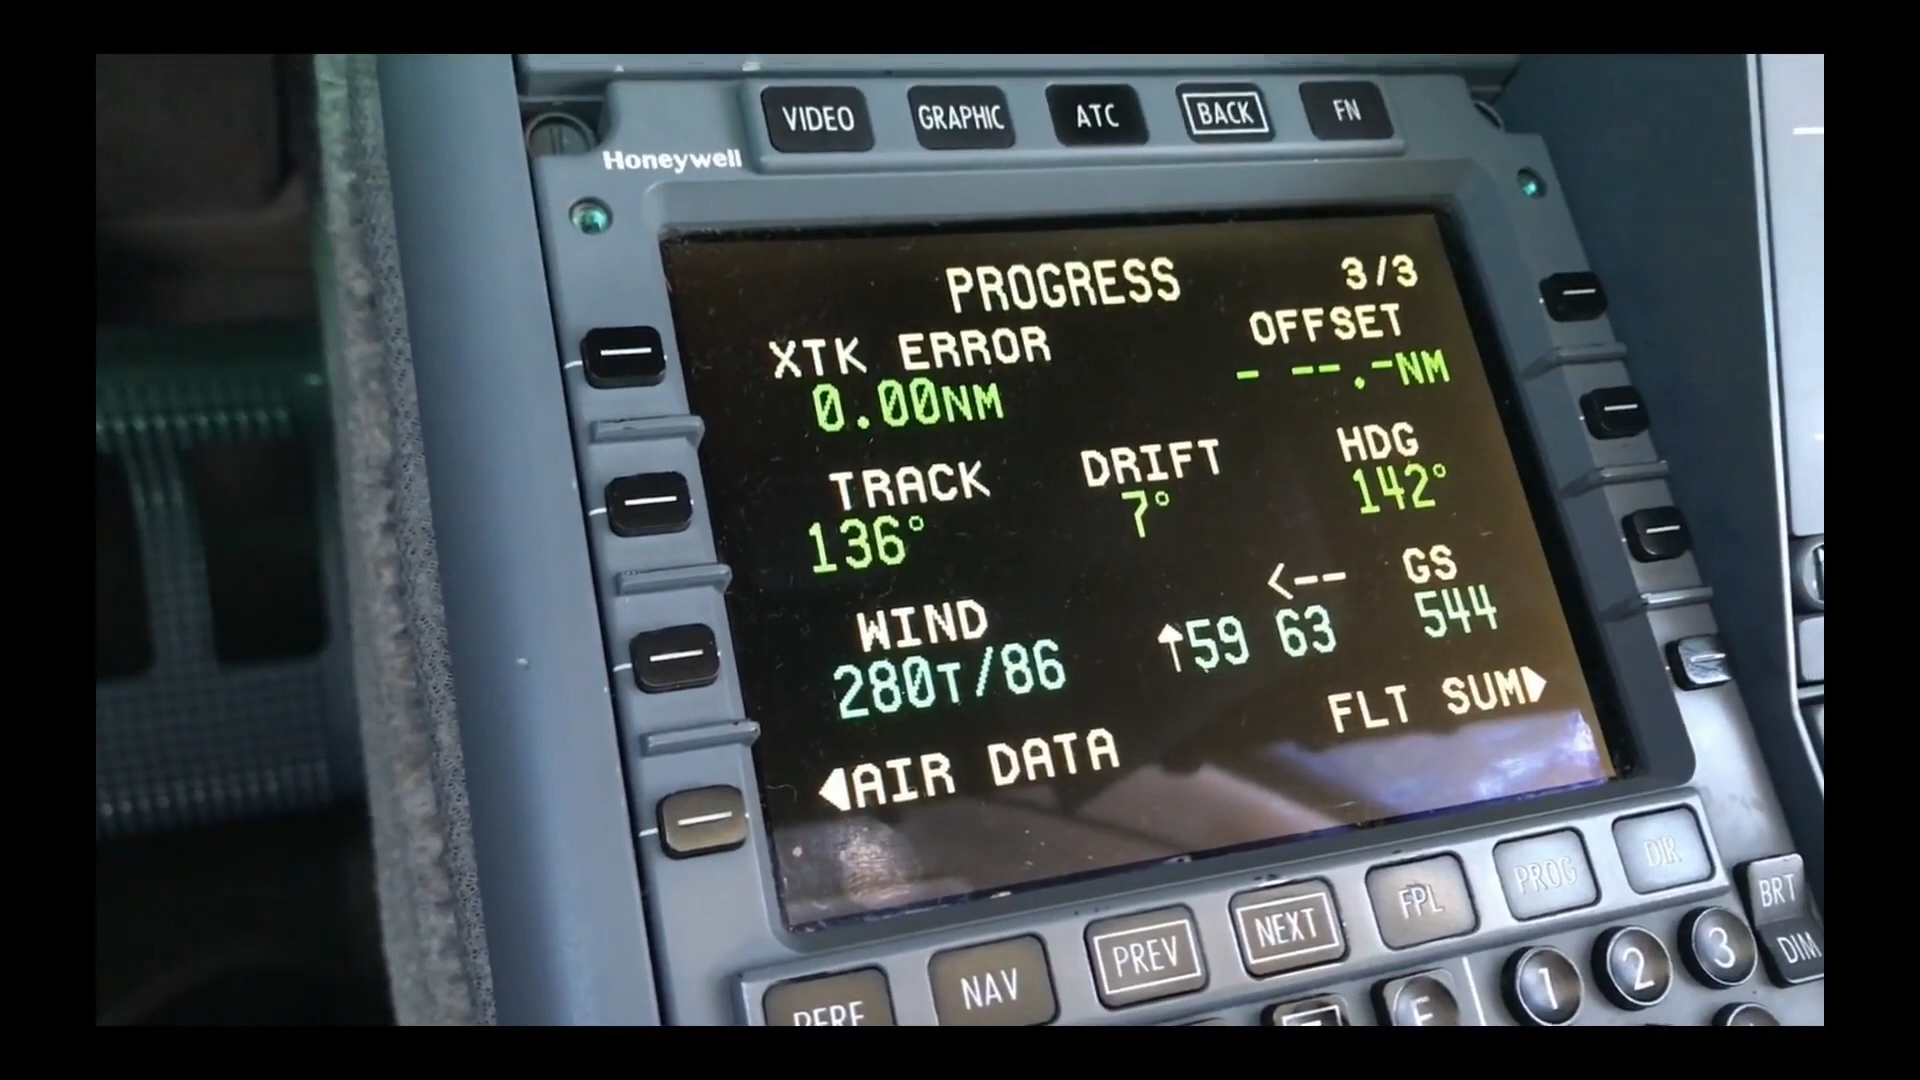 VIDEO GRAPHIC ATC BACK FN
Honeywell
PROGRESS 3/3
XTK ERROR OFFSET
0.00NM - --.-NM
TRACK DRIFT HDG
136° 7° 142°
WIND <-- GS
280T/86 ↑59 63 544
◀AIR DATA FLT SUM▶
PERF NAV PREV NEXT FPL PROG DIR
BRT
DIM
1 2 3